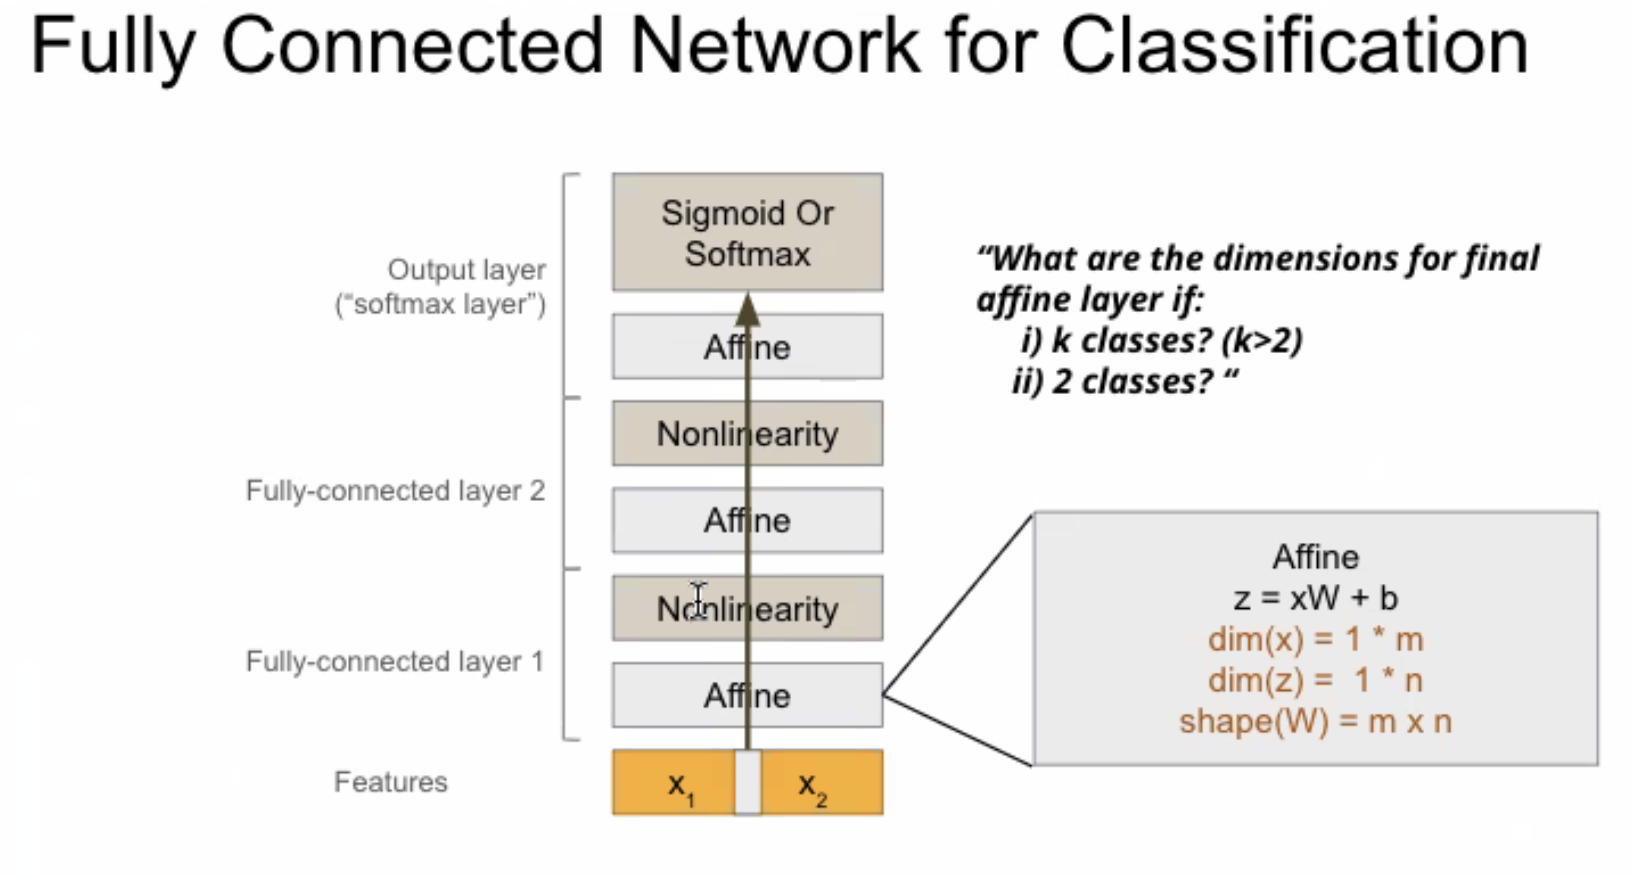 Fully Connected Network for Classification
Sigmoid Or
Softmax
Output layer
(“softmax layer”)
Affine
“What are the dimensions for final
affine layer if:
i) k classes? (k>2)
ii) 2 classes? “
Nonlinearity
Fully-connected layer 2
Affine
Nonlinearity
Fully-connected layer 1
Affine
Affine
z = xW + b
dim(x) = 1 * m
dim(z) = 1 * n
shape(W) = m x n
Features
x1
x2